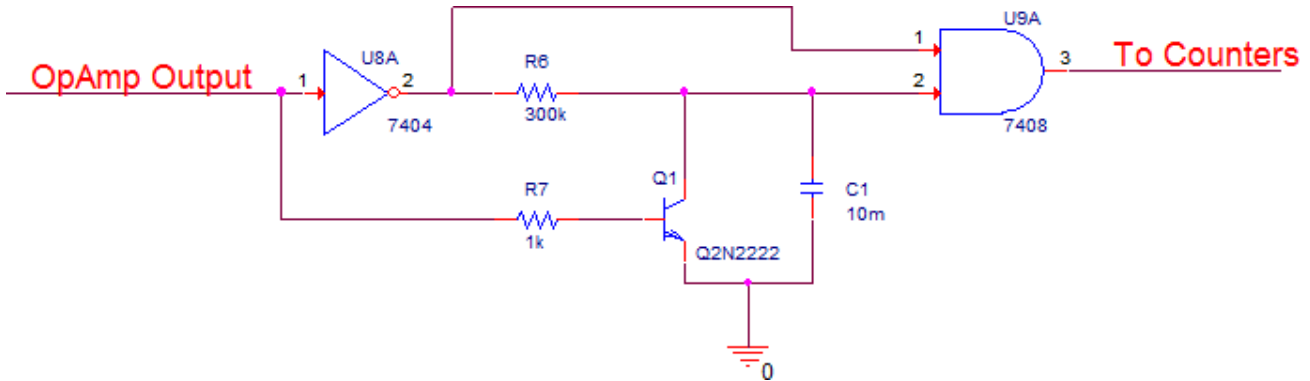 U9A
U8A
R6
1
3
To Counters
OpAmp Output
1
2
2
300k
7404
7408
R7
Q1
C1
10m
1k
Q2N2222
0